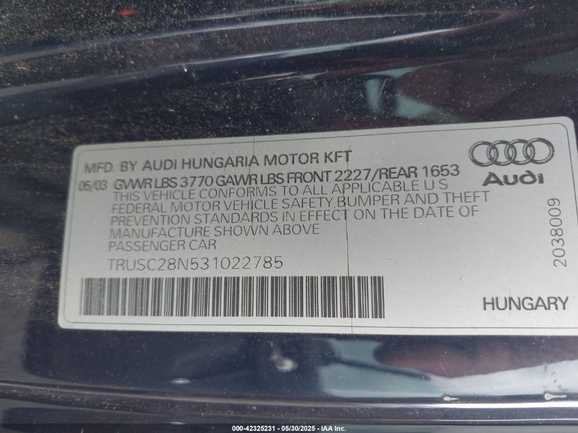 MFD. BY AUDI HUNGARIA MOTOR KFT
05/03 GVWR LBS 3770 GAWR LBS FRONT 2227/REAR 1653
THIS VEHICLE CONFORMS TO ALL APPLICABLE U S
FEDERAL MOTOR VEHICLE SAFETY, BUMPER AND THEFT
PREVENTION STANDARDS IN EFFECT ON THE DATE OF
MANUFACTURE SHOWN ABOVE
PASSENGER CAR
TRUSC28N531022785
Audi
2038009
HUNGARY
000-42325231 — 05/30/2025 — IAA Inc.